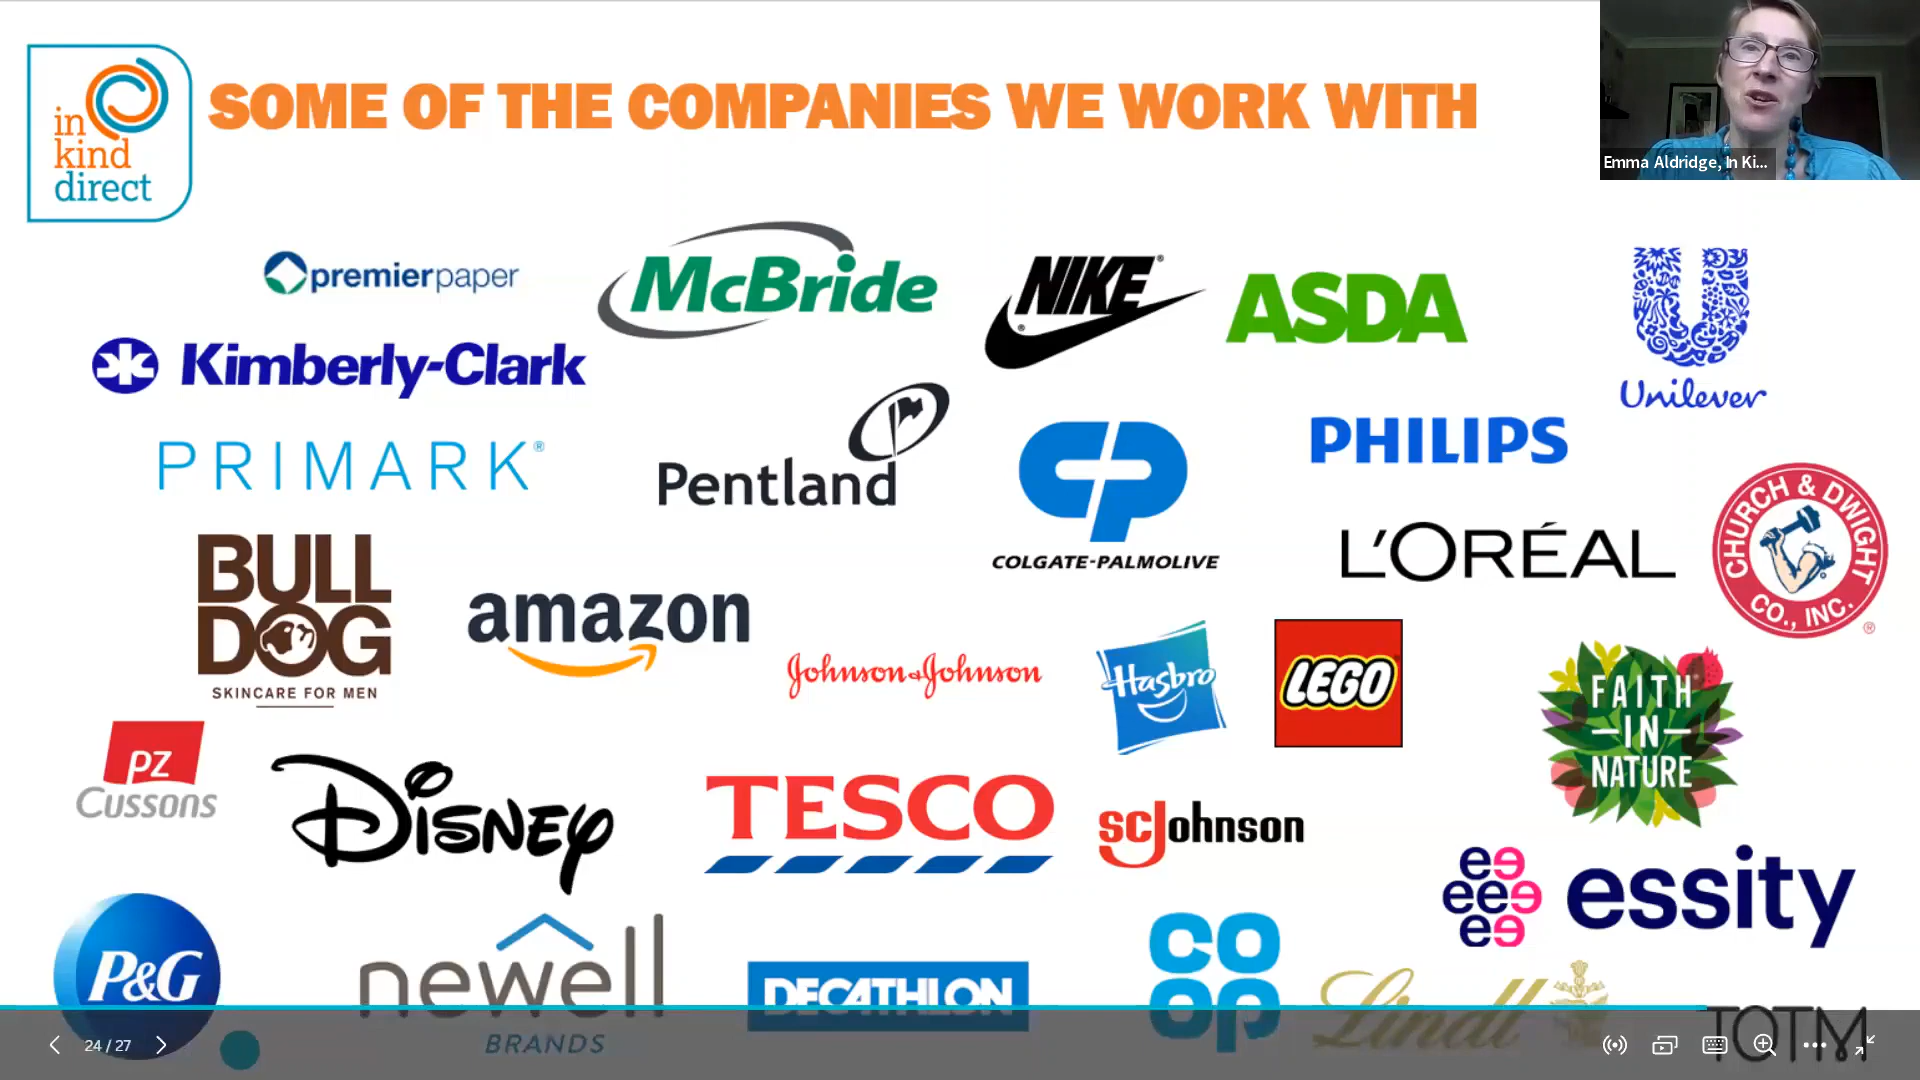 in
kind
direct
SOME OF THE COMPANIES WE WORK WITH
Emma Aldridge, In Ki...
premierpaper
McBride
NIKE
ASDA
Unilever
Kimberly-Clark
PRIMARK®
Pentland
COLGATE-PALMOLIVE
PHILIPS
L'ORÉAL
CHURCH & DWIGHT
CO., INC.
BULL
DOG
SKINCARE FOR MEN
amazon
Johnson & Johnson
Hasbro
LEGO
FAITH
IN
NATURE
PZ
Cussons
Disney
TESCO
SC Johnson
essity
P&G
newell
BRANDS
DECATHLON
CO
OP
Lindt
TOTM
24 / 27